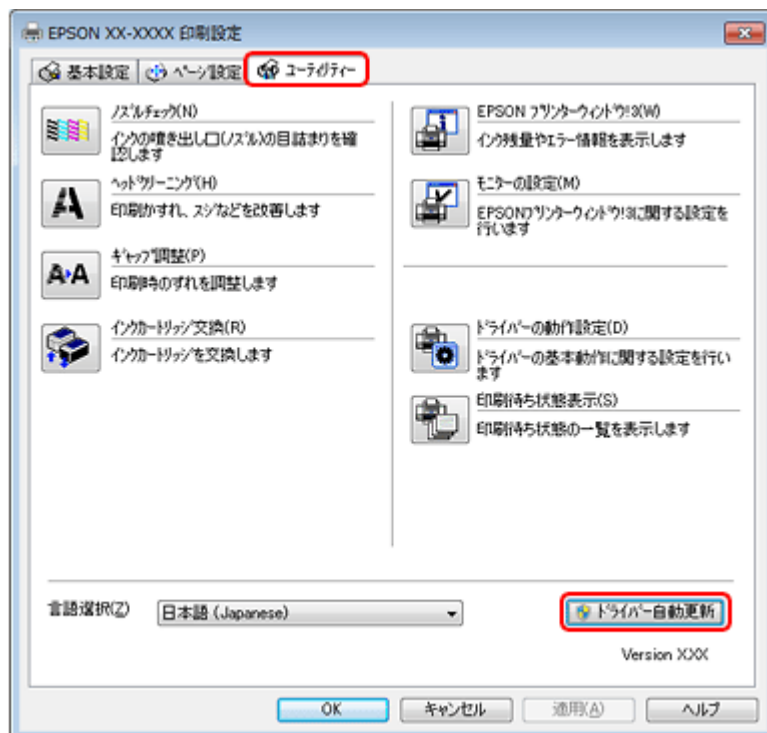 EPSON XX-XXXX 印刷設定
基本設定
ページ設定
ユーティリティー
ノズルチェック(N)
インクの噴き出し口(ノズル)の目詰まりを確
認します
ヘッドクリーニング(H)
印刷かすれ、スジなどを改善します
ギャップ調整(P)
印刷時のずれを調整します
インクカートリッジ交換(R)
インクカートリッジを交換します
EPSON プリンターウィンドウ!3(W)
インク残量やエラー情報を表示します
モニターの設定(M)
EPSONプリンターウィンドウ!3に関する設定を
行います
ドライバーの動作設定(D)
ドライバーの基本動作に関する設定を行い
ます
印刷待ち状態表示(S)
印刷待ち状態の一覧を表示します
言語選択(Z)
日本語 (Japanese)
ドライバー自動更新
Version X.XX
OK
キャンセル
適用(A)
ヘルプ